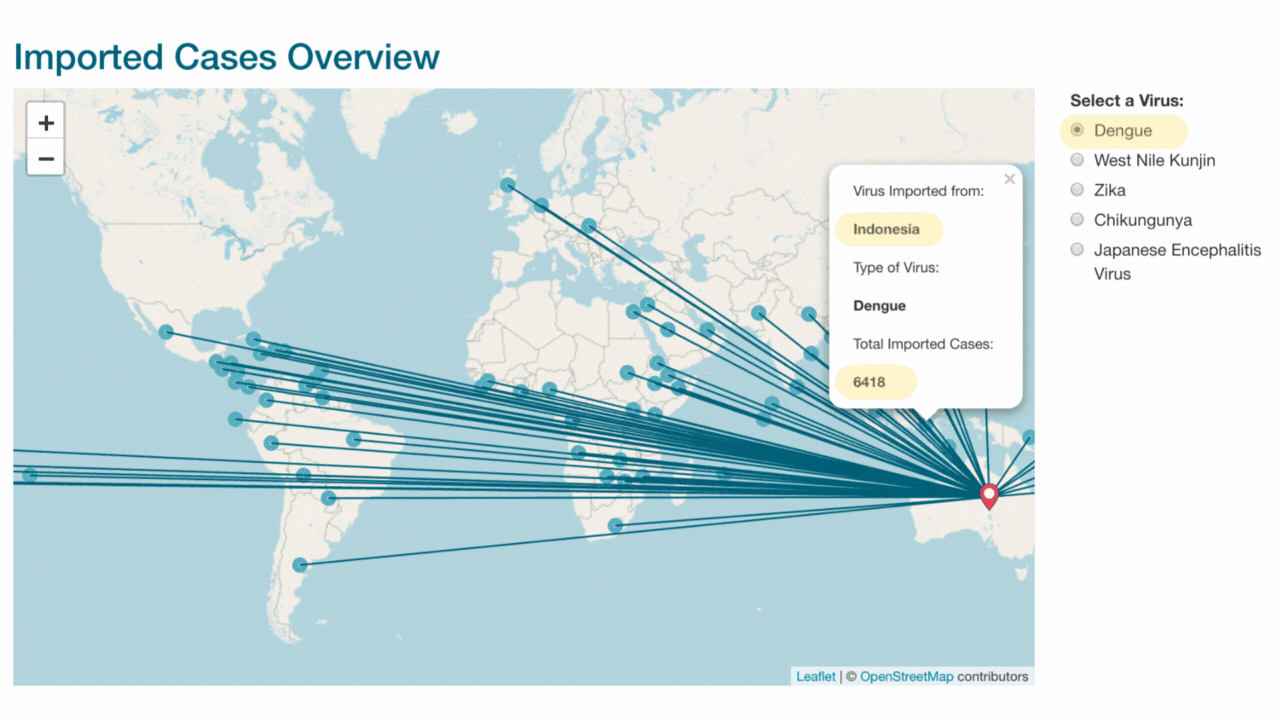 Imported Cases Overview
+
−
Virus Imported from:
×
Indonesia
Type of Virus:
Dengue
Total Imported Cases:
6418
Leaflet | © OpenStreetMap contributors
Select a Virus:
Dengue
West Nile Kunjin
Zika
Chikungunya
Japanese Encephalitis
Virus